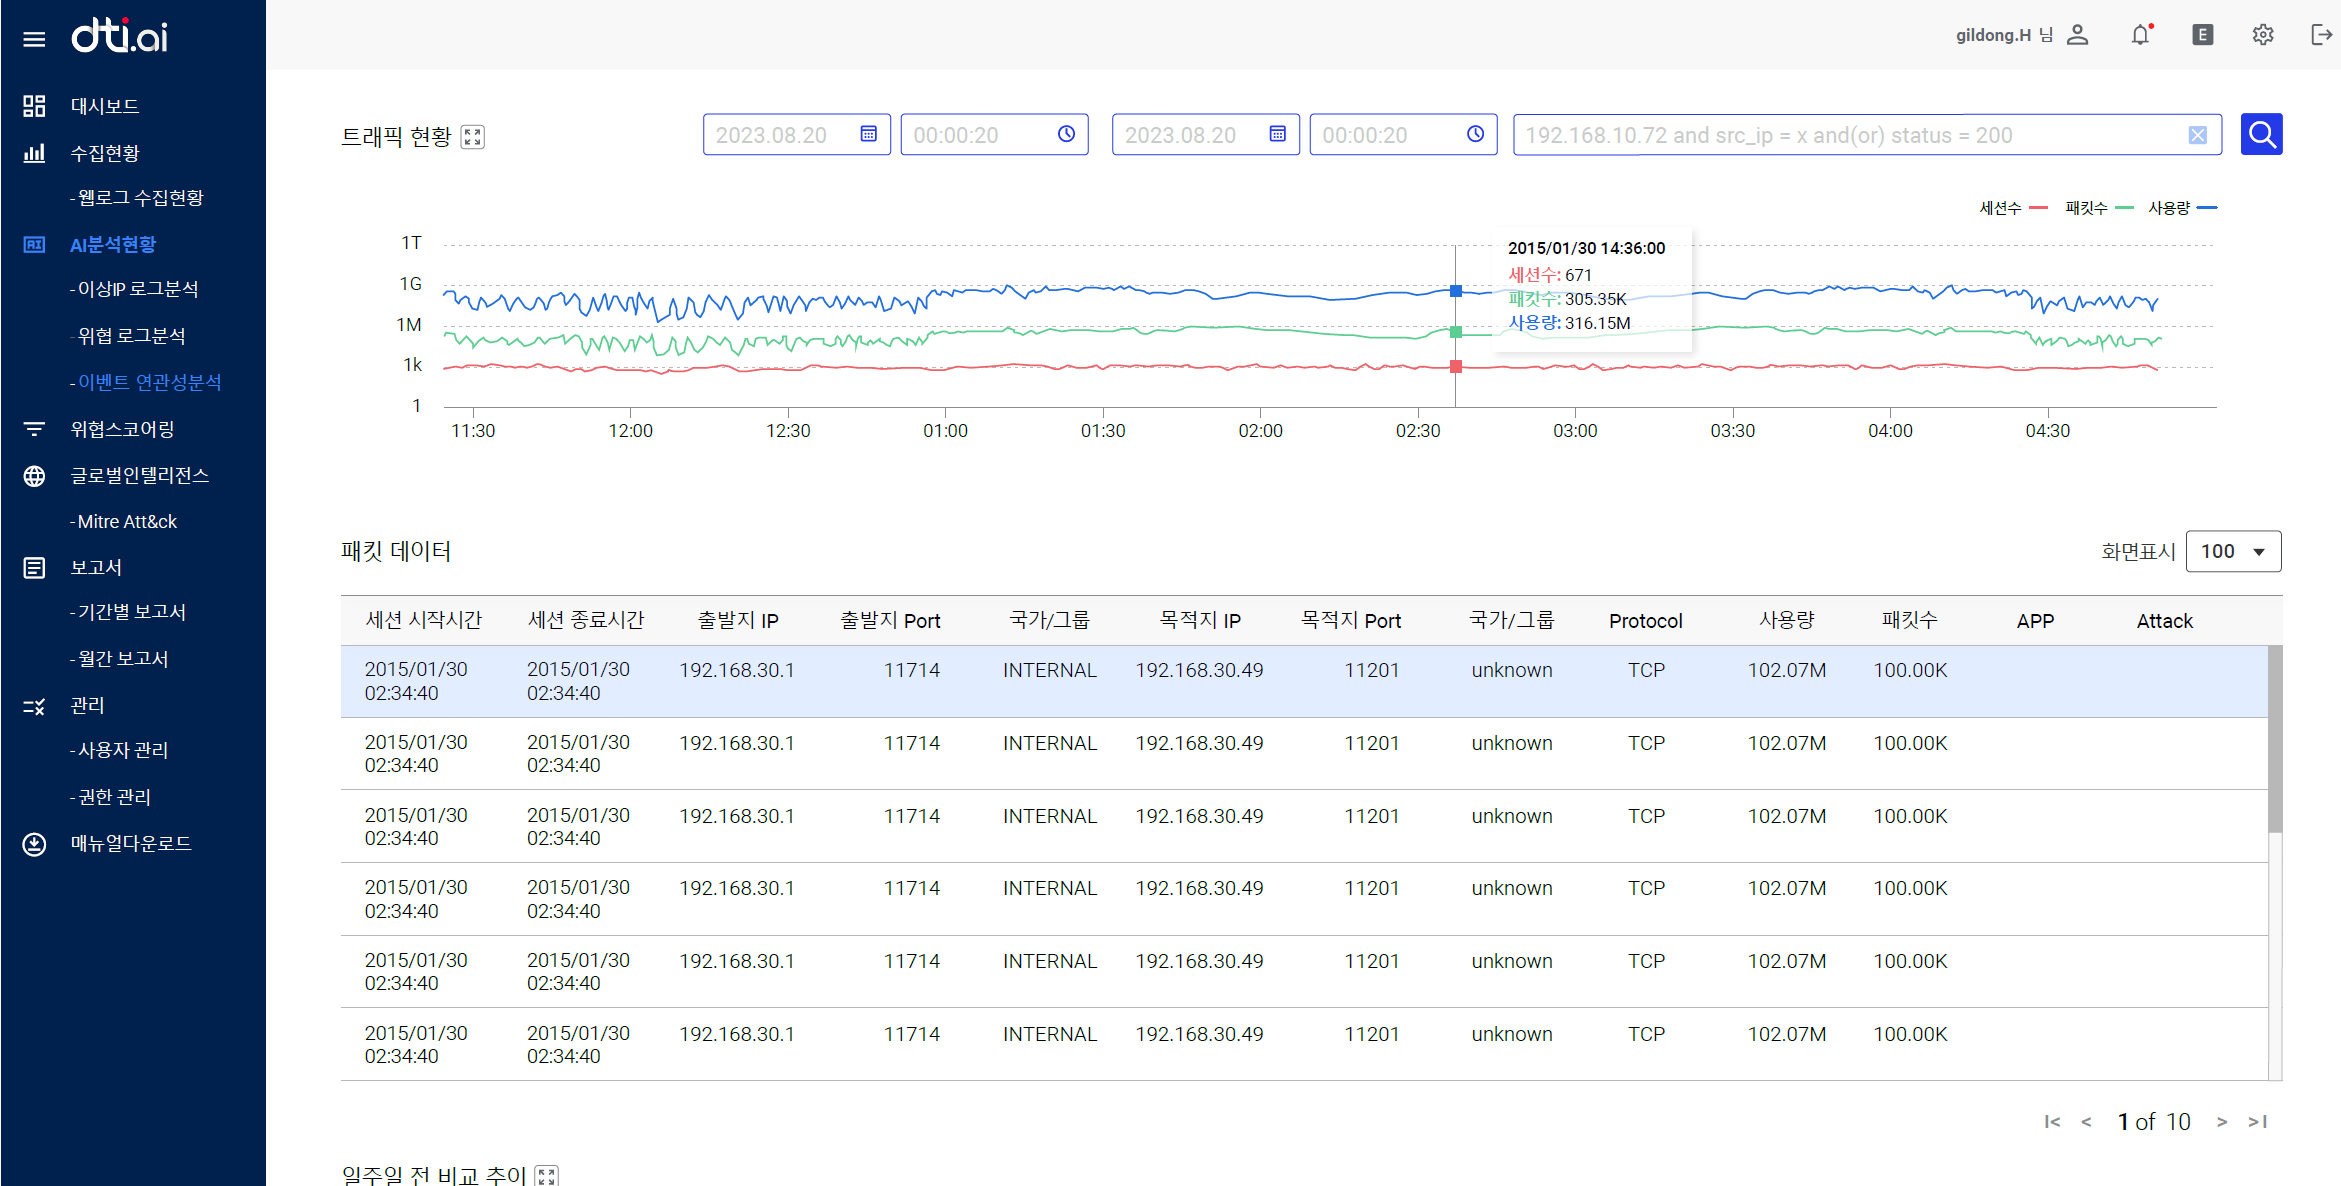 dti.ai
gildong.H 님
E
대시보드
수집현황
-웹로그 수집현황
AI분석현황
-이상IP 로그분석
-위협 로그분석
-이벤트 연관성분석
위협스코어링
글로벌인텔리전스
-Mitre Att&ck
보고서
-기간별 보고서
-월간 보고서
관리
-사용자 관리
-권한 관리
매뉴얼다운로드
트래픽 현황
2023.08.20
00:00:20
2023.08.20
00:00:20
192.168.10.72 and src_ip = x and(or) status = 200
세션수 패킷수 사용량
1T
1G
1M
1k
1
2015/01/30 14:36:00
세션수: 671
패킷수: 305.35K
사용량: 316.15M
11:30 12:00 12:30 01:00 01:30 02:00 02:30 03:00 03:30 04:00 04:30
패킷 데이터
화면표시 100
세션 시작시간 세션 종료시간 출발지 IP 출발지 Port 국가/그룹 목적지 IP 목적지 Port 국가/그룹 Protocol 사용량 패킷수 APP Attack
2015/01/30 2015/01/30 192.168.30.1 11714 INTERNAL 192.168.30.49 11201 unknown TCP 102.07M 100.00K
02:34:40 02:34:40
2015/01/30 2015/01/30 192.168.30.1 11714 INTERNAL 192.168.30.49 11201 unknown TCP 102.07M 100.00K
02:34:40 02:34:40
2015/01/30 2015/01/30 192.168.30.1 11714 INTERNAL 192.168.30.49 11201 unknown TCP 102.07M 100.00K
02:34:40 02:34:40
2015/01/30 2015/01/30 192.168.30.1 11714 INTERNAL 192.168.30.49 11201 unknown TCP 102.07M 100.00K
02:34:40 02:34:40
2015/01/30 2015/01/30 192.168.30.1 11714 INTERNAL 192.168.30.49 11201 unknown TCP 102.07M 100.00K
02:34:40 02:34:40
2015/01/30 2015/01/30 192.168.30.1 11714 INTERNAL 192.168.30.49 11201 unknown TCP 102.07M 100.00K
02:34:40 02:34:40
I< < 1 of 10 > >I
일주일 전 비교 추이